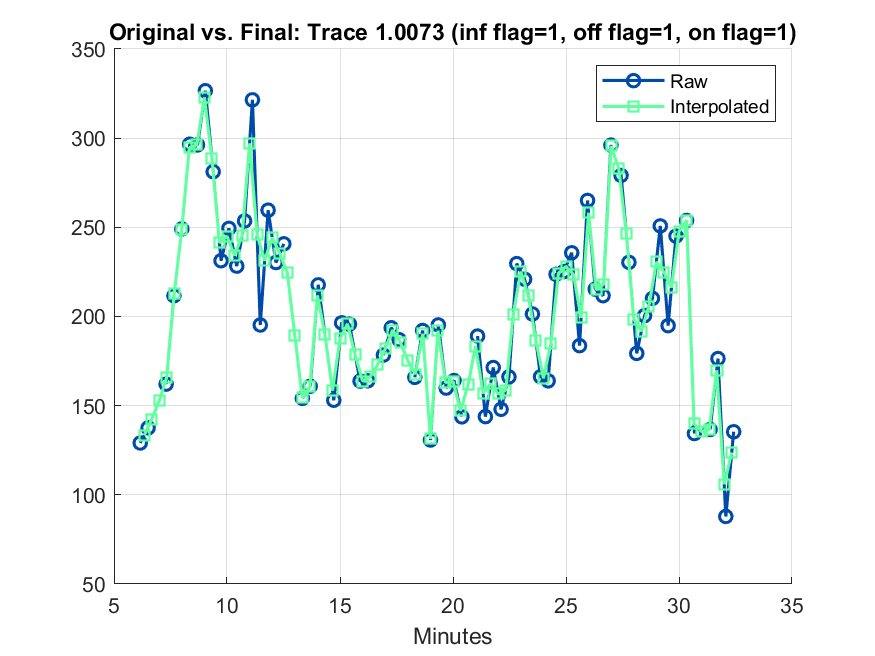 Original vs. Final: Trace 1.0073 (inf flag=1, off flag=1, on flag=1)
350
300
250
200
150
100
50
Raw
Interpolated
5 10 15 20 25 30 35
Minutes